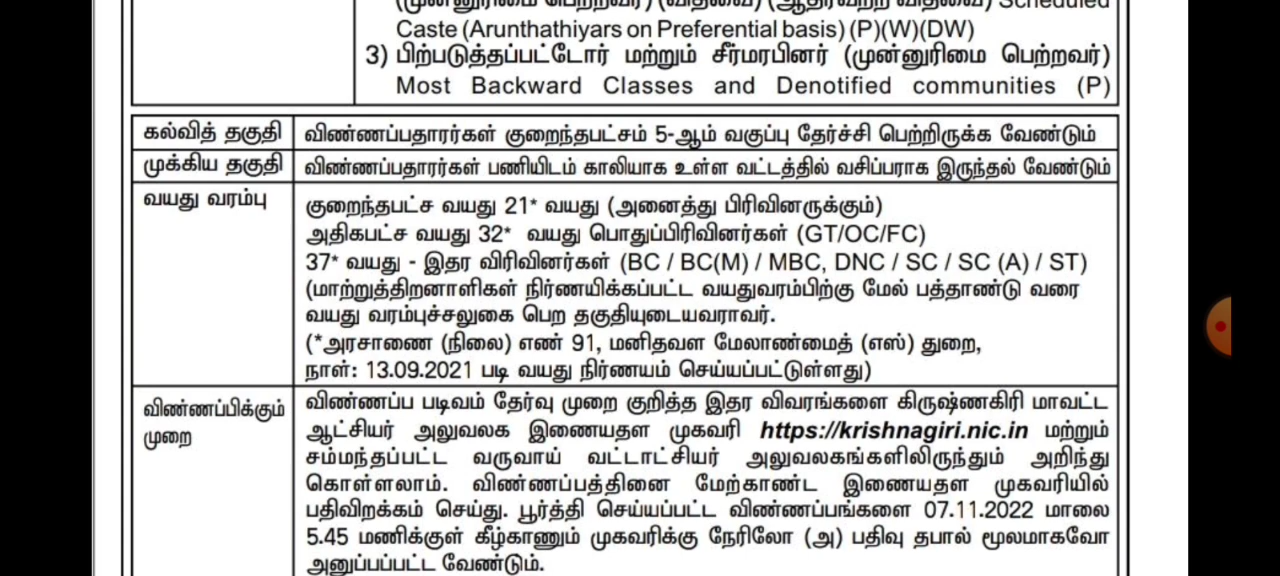 (முன்னுரிமை பெற்றவர்) (விதவை) (ஆதரவற்ற விதவை) Scheduled
Caste (Arunthathiyars on Preferential basis) (P)(W)(DW)
3) பிற்படுத்தப்பட்டோர் மற்றும் சீர்மரபினர் (முன்னுரிமை பெற்றவர்)
Most Backward Classes and Denotified communities (P)
கல்வித் தகுதி விண்ணப்பதாரர்கள் குறைந்தபட்சம் 5-ஆம் வகுப்பு தேர்ச்சி பெற்றிருக்க வேண்டும்
முக்கிய தகுதி விண்ணப்பதாரர்கள் பணியிடம் காலியாக உள்ள வட்டத்தில் வசிப்பராக இருந்தல் வேண்டும்
வயது வரம்பு குறைந்தபட்ச வயது 21* வயது (அனைத்து பிரிவினருக்கும்)
அதிகபட்ச வயது 32* வயது பொதுப்பிரிவினர்கள் (GT/OC/FC)
37* வயது - இதர விரிவினர்கள் (BC / BC(M) / MBC, DNC / SC / SC (A) / ST)
(மாற்றுத்திறனாளிகள் நிர்ணயிக்கப்பட்ட வயதுவரம்பிற்கு மேல் பத்தாண்டு வரை
வயது வரம்புச்சலுகை பெற தகுதியுடையவராவர்.
(*அரசாணை (நிலை) எண் 91, மனிதவள மேலாண்மைத் (எஸ்) துறை,
நாள்: 13.09.2021 படி வயது நிர்ணயம் செய்யப்பட்டுள்ளது)
விண்ணப்பிக்கும்
முறை
விண்ணப்ப படிவம் தேர்வு முறை குறித்த இதர விவரங்களை கிருஷ்ணகிரி மாவட்ட
ஆட்சியர் அலுவலக இணையதள முகவரி https://krishnagiri.nic.in மற்றும்
சம்மந்தப்பட்ட வருவாய் வட்டாட்சியர் அலுவலகங்களிலிருந்தும் அறிந்து
கொள்ளலாம். விண்ணப்பத்தினை மேற்காண்ட இணையதள முகவரியில்
பதிவிறக்கம் செய்து. பூர்த்தி செய்யப்பட்ட விண்ணப்பங்களை 07.11.2022 மாலை
5.45 மணிக்குள் கீழ்காணும் முகவரிக்கு நேரிலோ (அ) பதிவு தபால் மூலமாகவோ
அனுப்பப்பட்ட வேண்டும்.